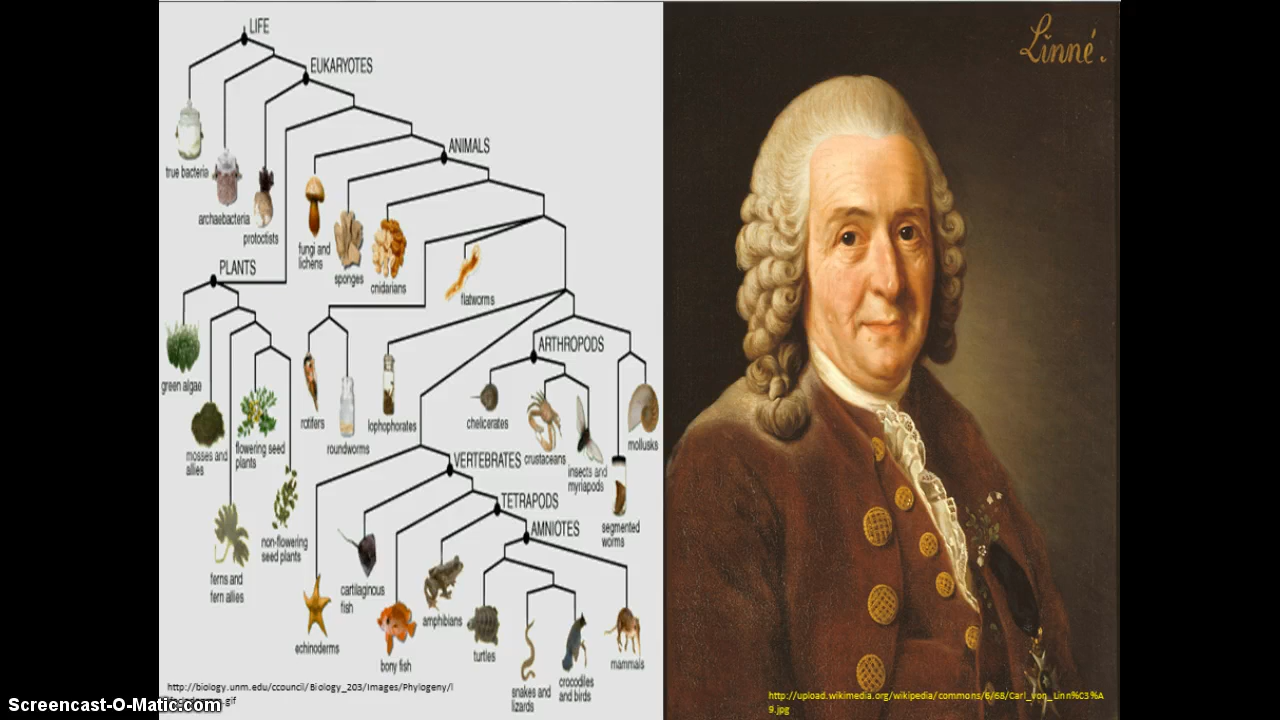 LIFE
EUKARYOTES
ANIMALS
true bacteria
archaebacteria
protoctists
fungi and
lichens
sponges
cnidarians
flatworms
PLANTS
green algae
mosses and
allies
flowering seed
plants
non-flowering
seed plants
ferns and
fern allies
rotifers
roundworms
lophophorates
ARTHROPODS
chelicerates
crustaceans
insects and
myriapods
mollusks
segmented
worms
VERTEBRATES
TETRAPODS
AMNIOTES
echinoderms
cartilaginous
fish
bony fish
amphibians
turtles
snakes and
lizards
crocodiles
and birds
mammals
http://biology.unm.edu/ccouncil/Biology_203/Images/Phylogeny/l
.gif
Screencast-O-Matic.com
Linné.
http://upload.wikimedia.org/wikipedia/commons/6/68/Carl_von_Linn%C3%A
9.jpg